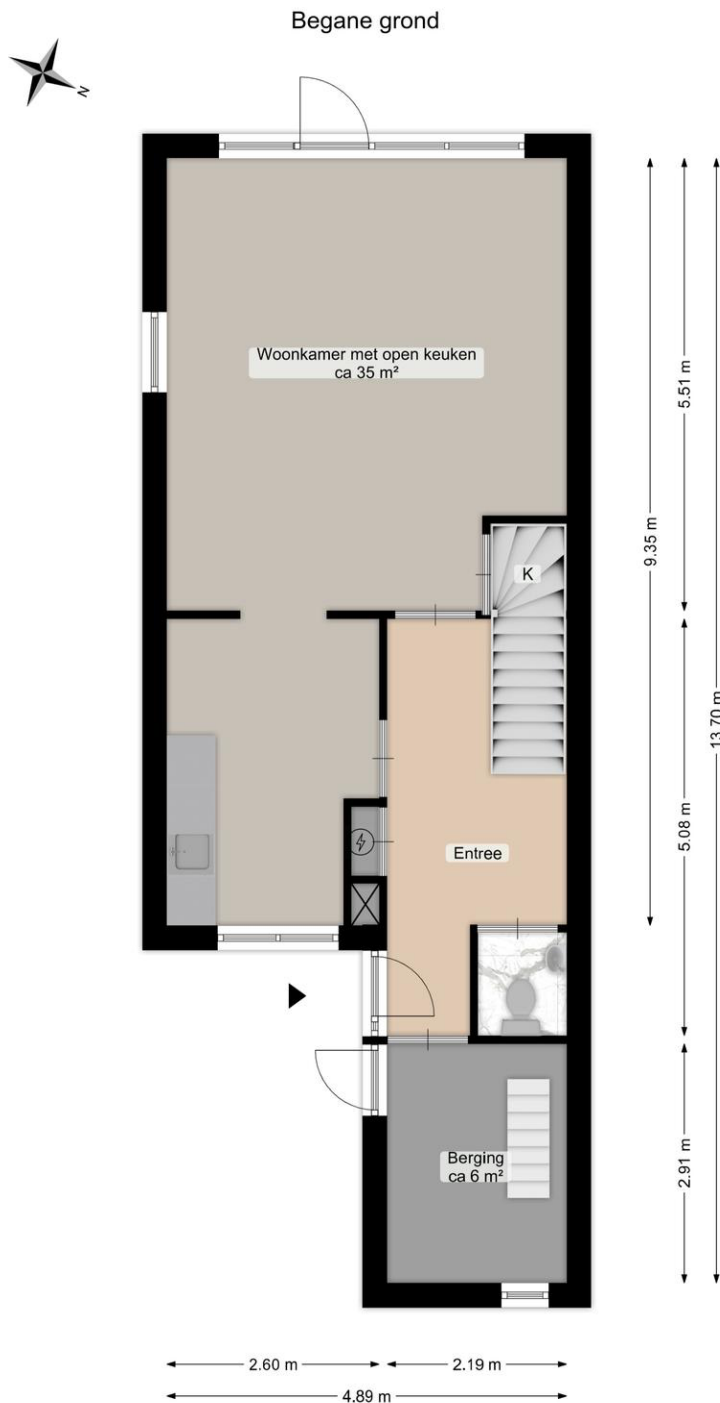 Begane grond
N
Woonkamer met open keuken
ca 35 m²
5.51 m
9.35 m
K
13.70 m
5.08 m
Entree
2.91 m
Berging
ca 6 m²
2.60 m
2.19 m
4.89 m